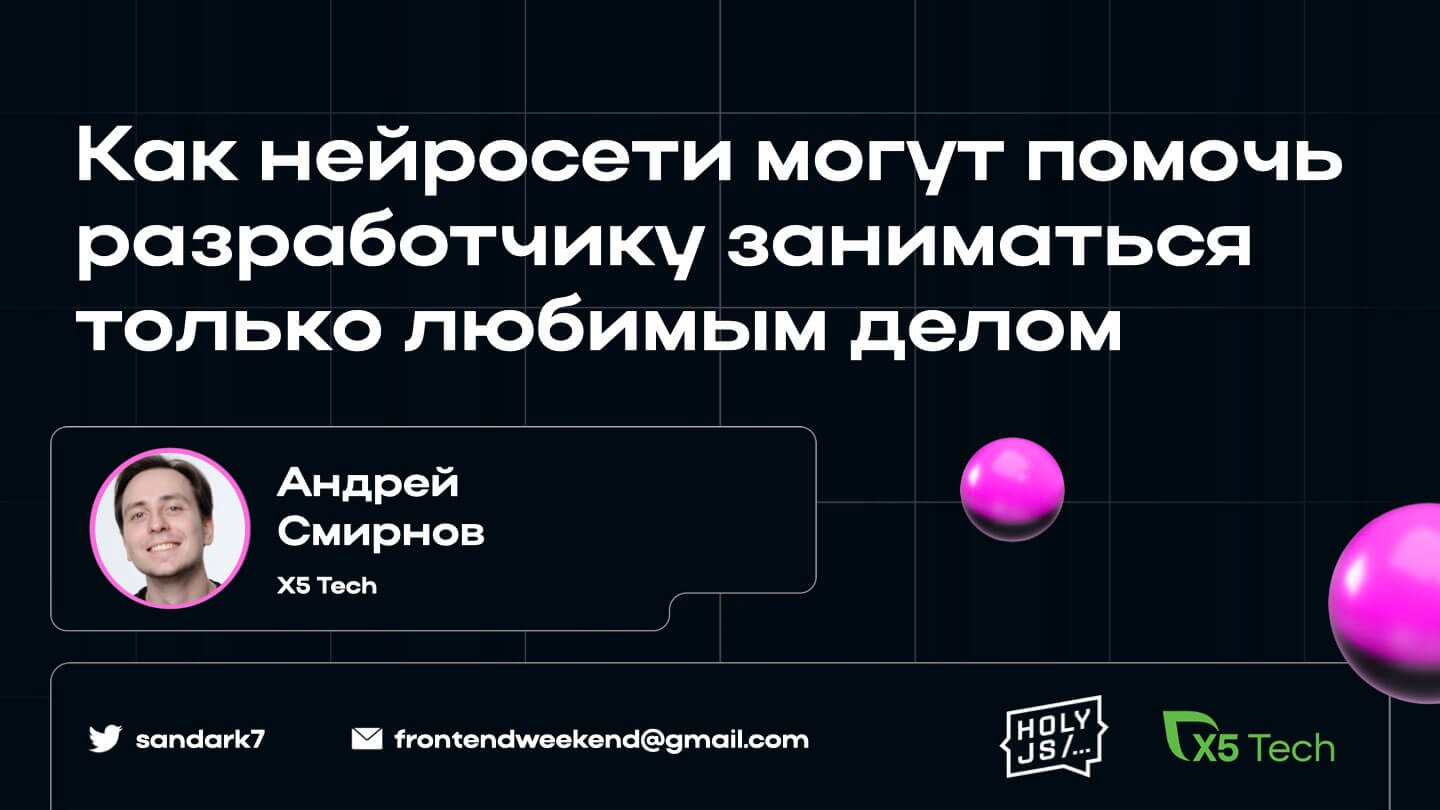 Как нейросети могут помочь
разработчику заниматься
только любимым делом
Андрей
Смирнов
X5 Tech
sandark7
frontendweekend@gmail.com
HOLY
JS/...
X5 Tech